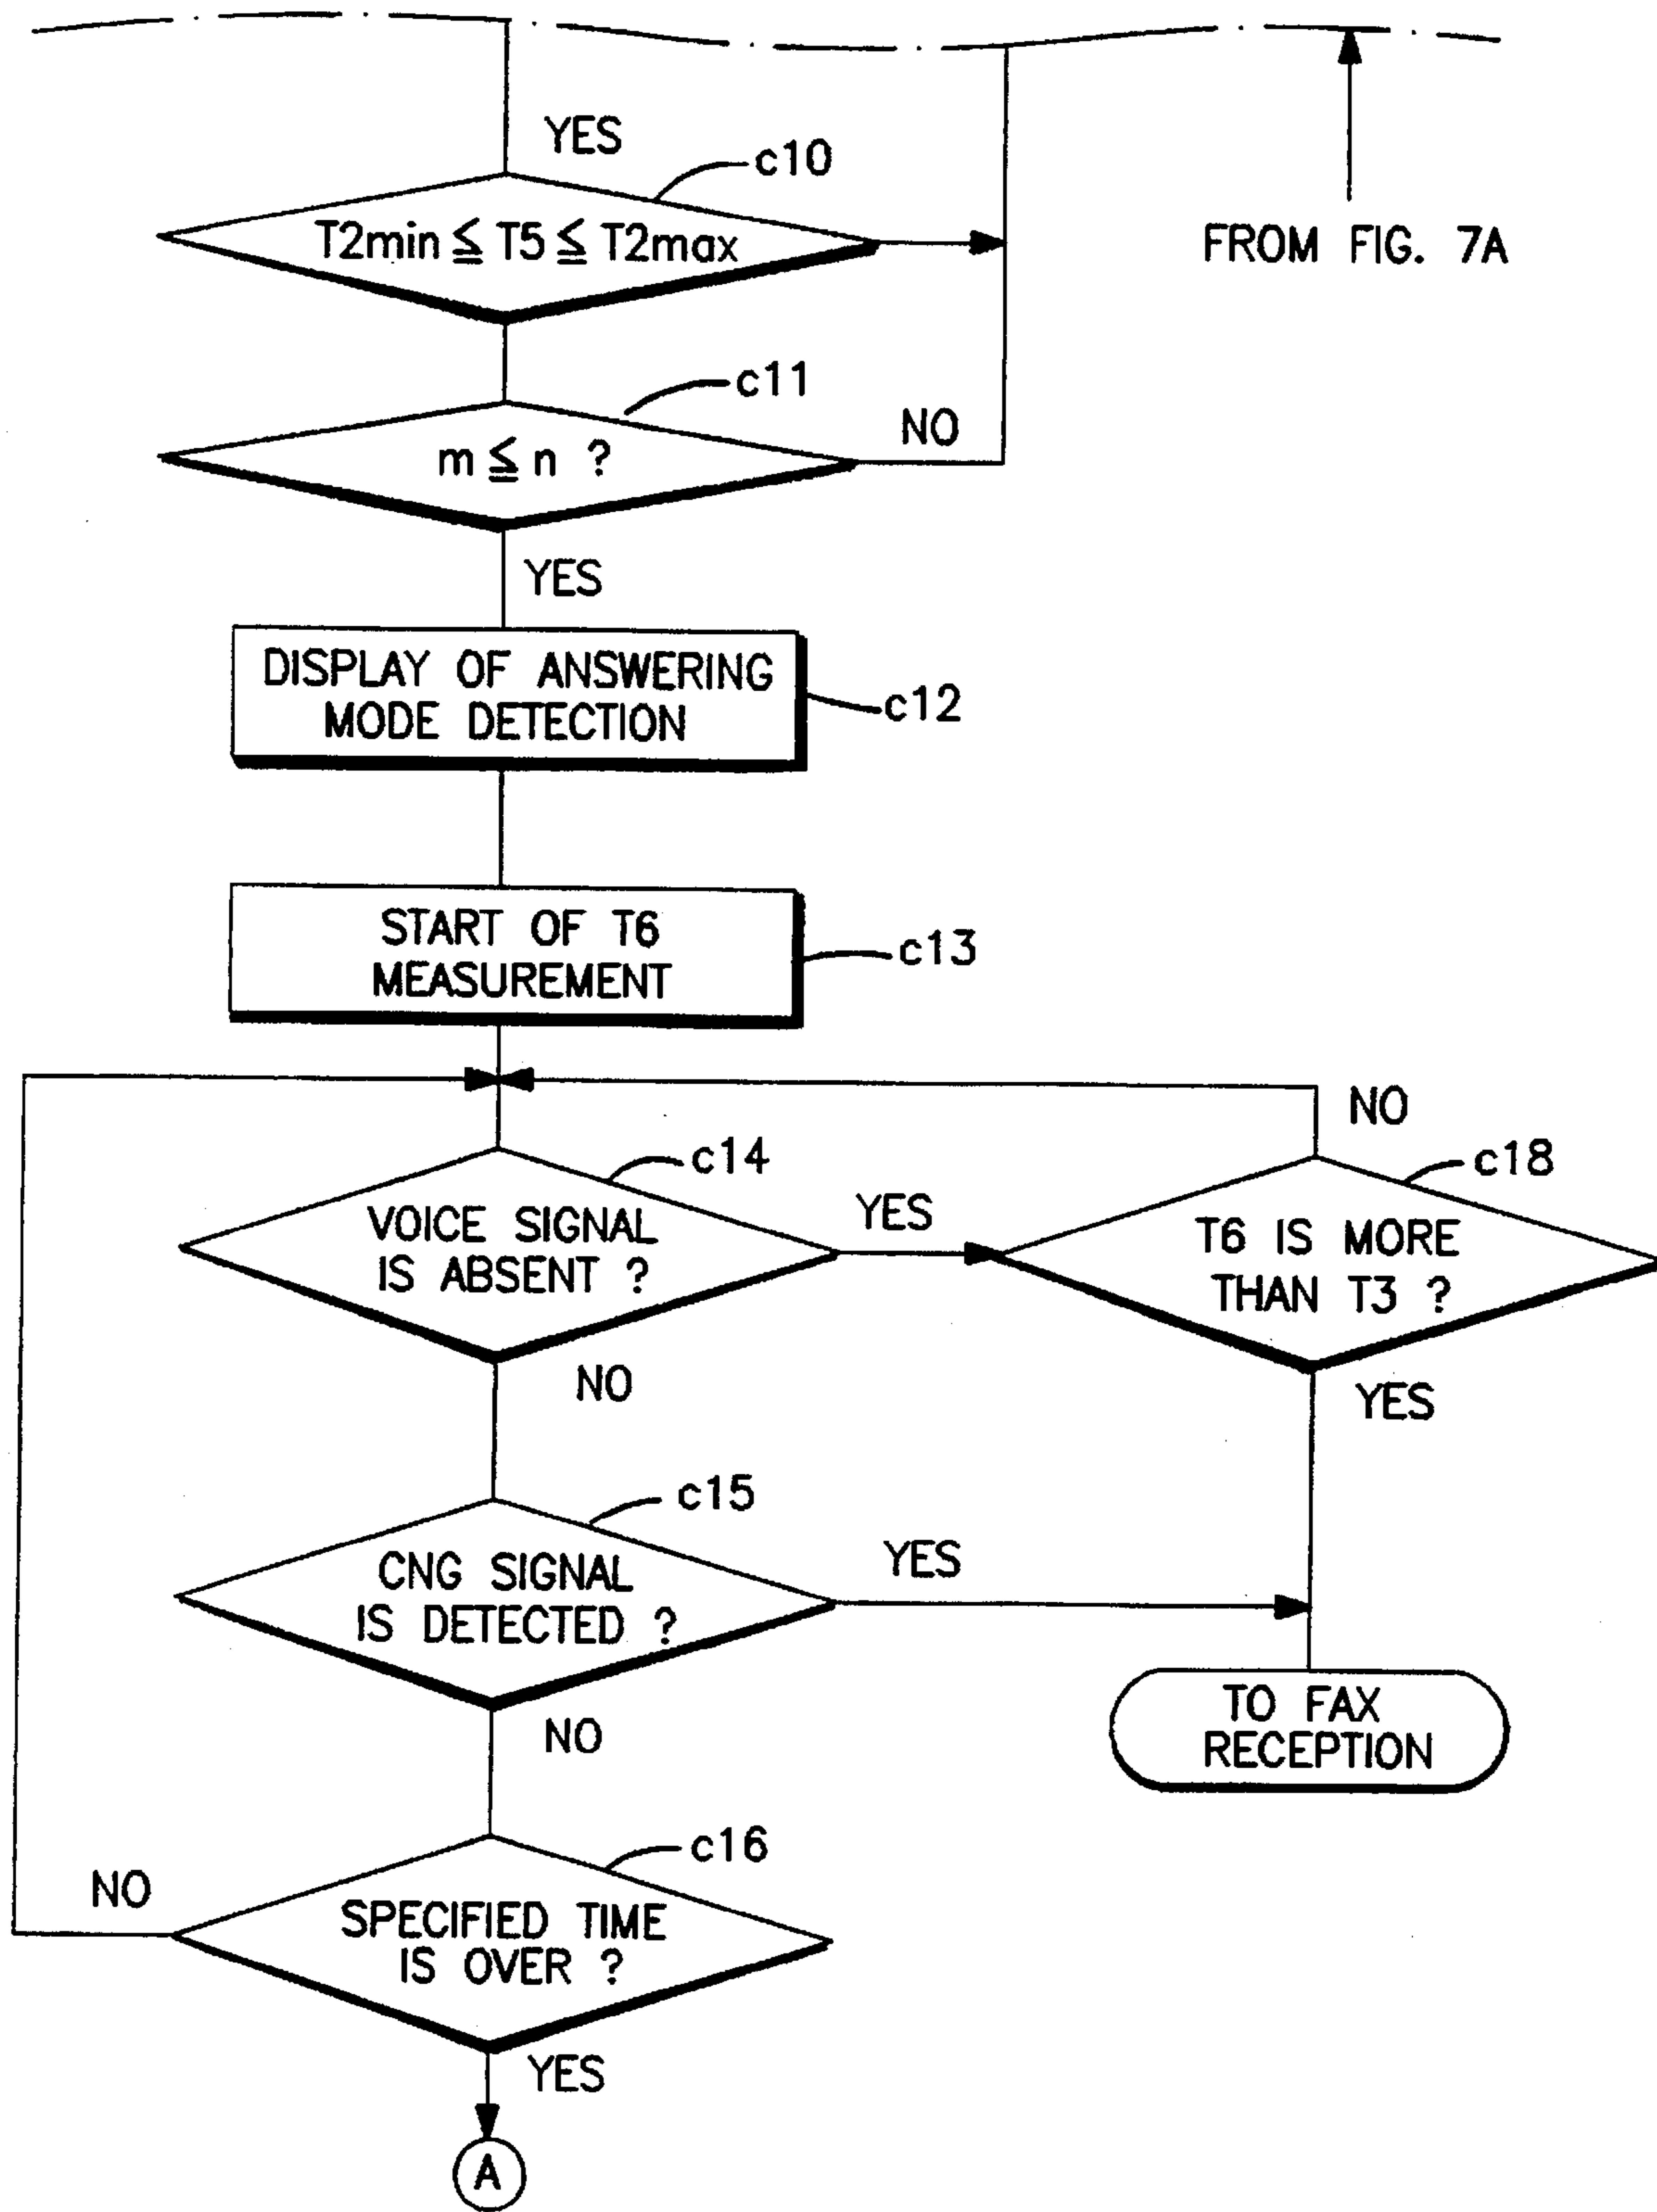 YES
c10
T2min ≦ T5 ≦ T2max
FROM FIG. 7A
c11
m ≦ n ?
NO
YES
DISPLAY OF ANSWERING
MODE DETECTION
c12
START OF T6
MEASUREMENT
c13
NO
c14
c18
VOICE SIGNAL
IS ABSENT ?
YES
T6 IS MORE
THAN T3 ?
NO
YES
c15
CNG SIGNAL
IS DETECTED ?
YES
NO
TO FAX
RECEPTION
c16
NO
SPECIFIED TIME
IS OVER ?
YES
A